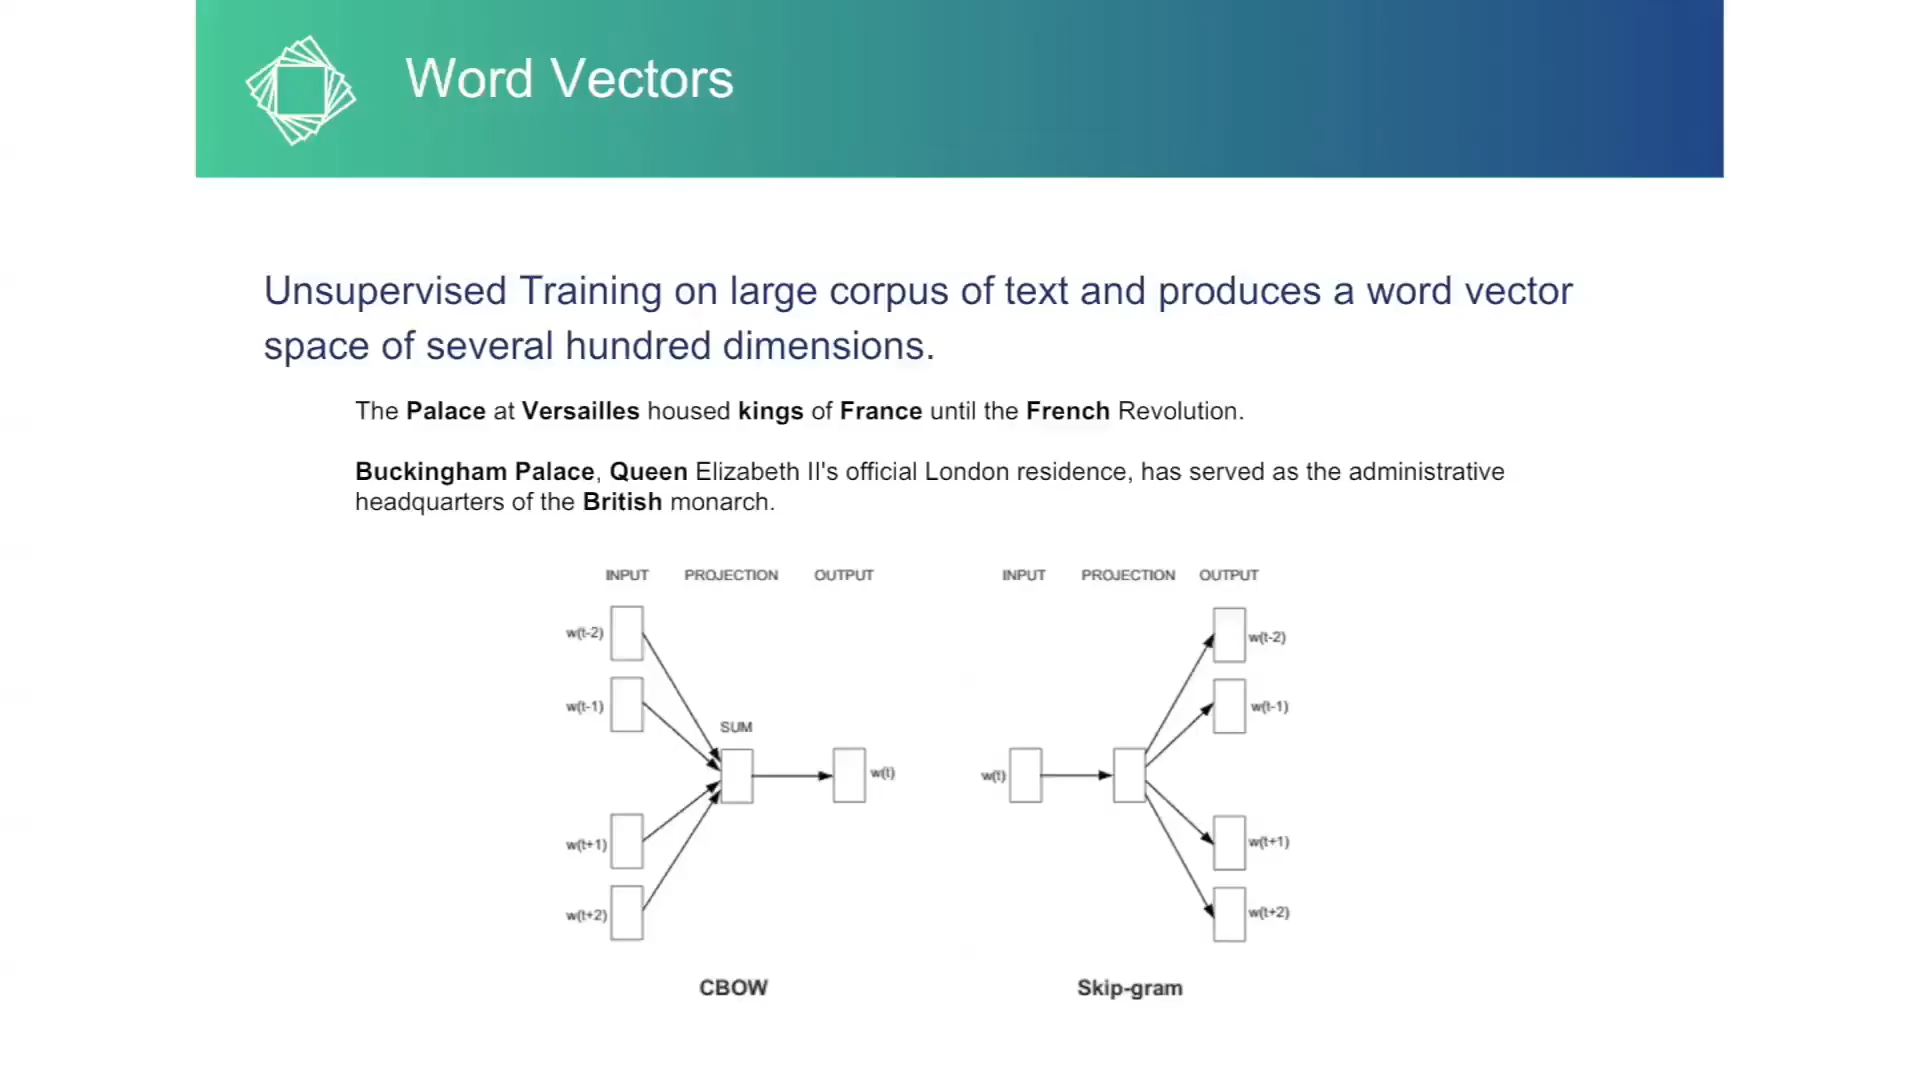 Word Vectors
Unsupervised Training on large corpus of text and produces a word vector
space of several hundred dimensions.
The Palace at Versailles housed kings of France until the French Revolution.
Buckingham Palace, Queen Elizabeth II's official London residence, has served as the administrative
headquarters of the British monarch.
INPUT PROJECTION OUTPUT
w(t-2)
w(t-1)
SUM
w(t)
w(t+1)
w(t+2)
CBOW
INPUT PROJECTION OUTPUT
w(t-2)
w(t-1)
w(t)
w(t+1)
w(t+2)
Skip-gram